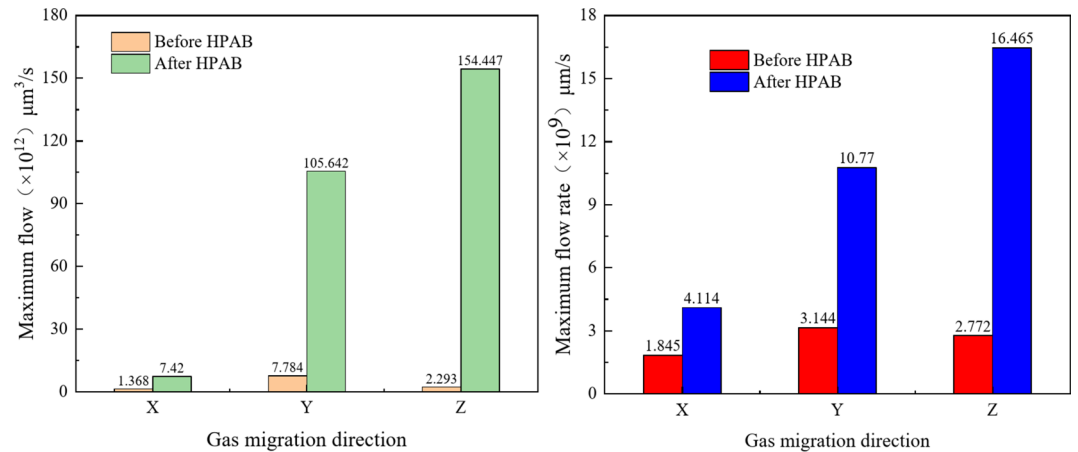 Maximum flow（×10¹²）μm³/s
180
150
120
90
60
30
0
Before HPAB
After HPAB
1.368
7.42
7.784
105.642
2.293
154.447
X
Y
Z
Gas migration direction
Maximum flow rate（×10⁹）μm/s
18
15
12
9
6
3
0
Before HPAB
After HPAB
1.845
4.114
3.144
10.77
2.772
16.465
X
Y
Z
Gas migration direction